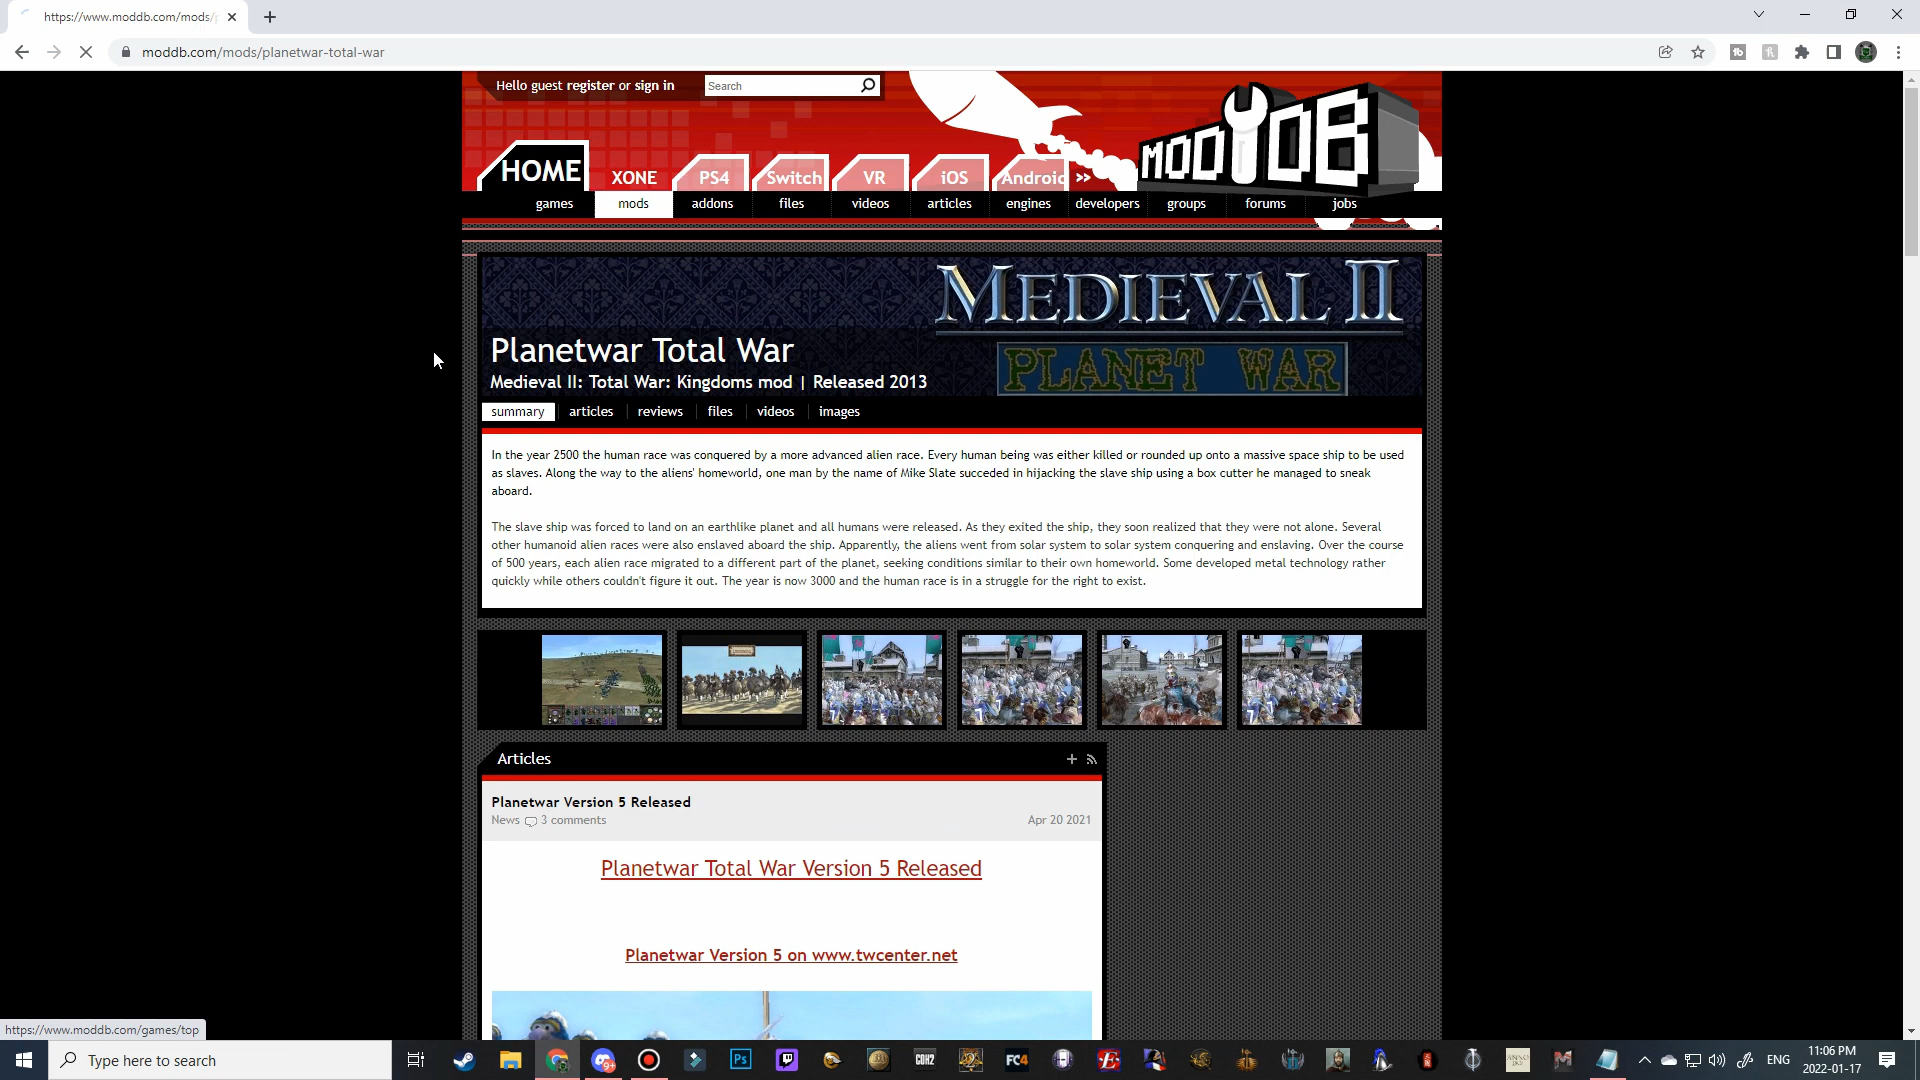 https://www.moddb.com/mods/p
moddb.com/mods/planetwar-total-war
Hello guest register or sign in
Search
MOD DB
HOME
XONE
PS4
Switch
VR
iOS
Android
>>
games
mods
addons
files
videos
articles
engines
developers
groups
forums
jobs
MEDIEVAL II
PLANET WAR
Planetwar Total War
Medieval II: Total War: Kingdoms mod | Released 2013
summary
articles
reviews
files
videos
images
In the year 2500 the human race was conquered by a more advanced alien race. Every human being was either killed or rounded up onto a massive space ship to be used
as slaves. Along the way to the aliens' homeworld, one man by the name of Mike Slate succeded in hijacking the slave ship using a box cutter he managed to sneak
aboard.
The slave ship was forced to land on an earthlike planet and all humans were released. As they exited the ship, they soon realized that they were not alone. Several
other humanoid alien races were also enslaved aboard the ship. Apparently, the aliens went from solar system to solar system conquering and enslaving. Over the course
of 500 years, each alien race migrated to a different part of the planet, seeking conditions similar to their own homeworld. Some developed metal technology rather
quickly while others couldn't figure it out. The year is now 3000 and the human race is in a struggle for the right to exist.
Articles
Planetwar Version 5 Released
News 3 comments
Apr 20 2021
Planetwar Total War Version 5 Released
Planetwar Version 5 on www.twcenter.net
https://www.moddb.com/games/top
Type here to search
9+
Ps
COH2
FC4
ANNO
ENG
11:06 PM
2022-01-17